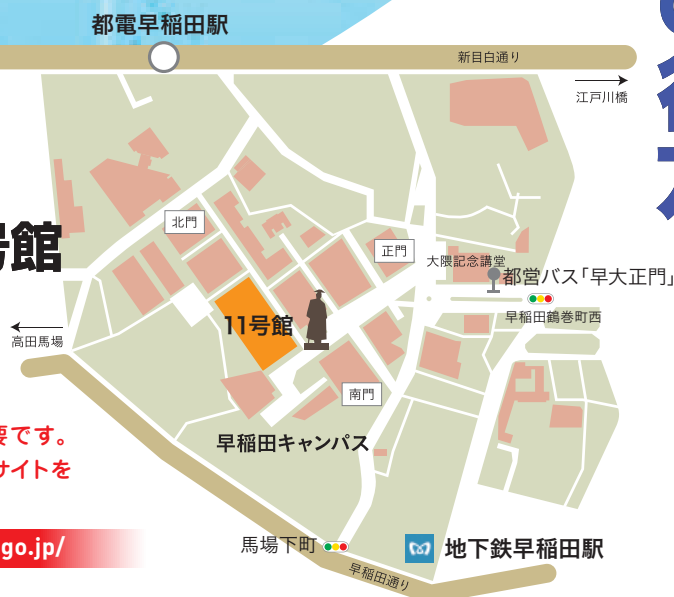 都電早稲田駅
新目白通り
江戸川橋
号館
北門
正門
大隈記念講堂
都営バス「早大正門」
早稲田鶴巻町西
11号館
高田馬場
南門
要です。
早稲田キャンパス
サイトを
go.jp/
馬場下町
地下鉄早稲田駅
早稲田通り